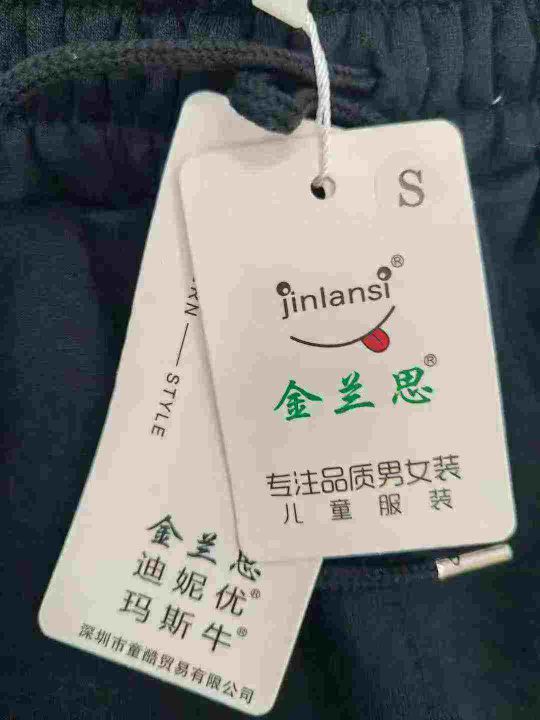 S
jinlansi®
金兰思®
专注品质男女装
儿童服装
RN — STYLE
金兰思
迪妮优®
玛斯牛®
深圳市童酷贸易有限公司